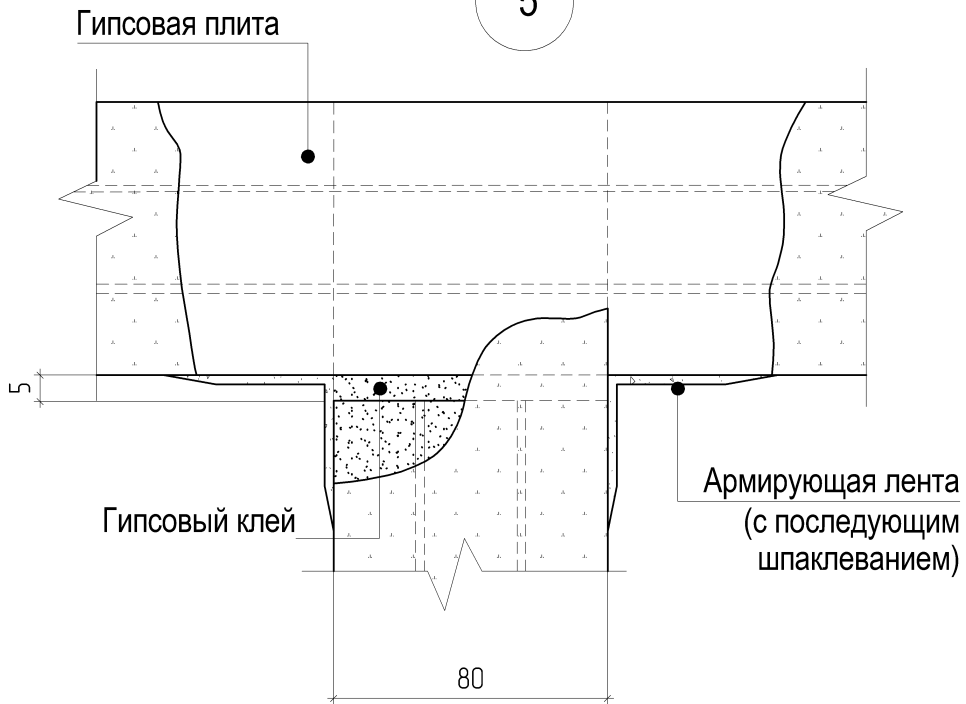 5
Гипсовая плита
5
Армирующая лента
(с последующим
шпаклеванием)
Гипсовый клей
80